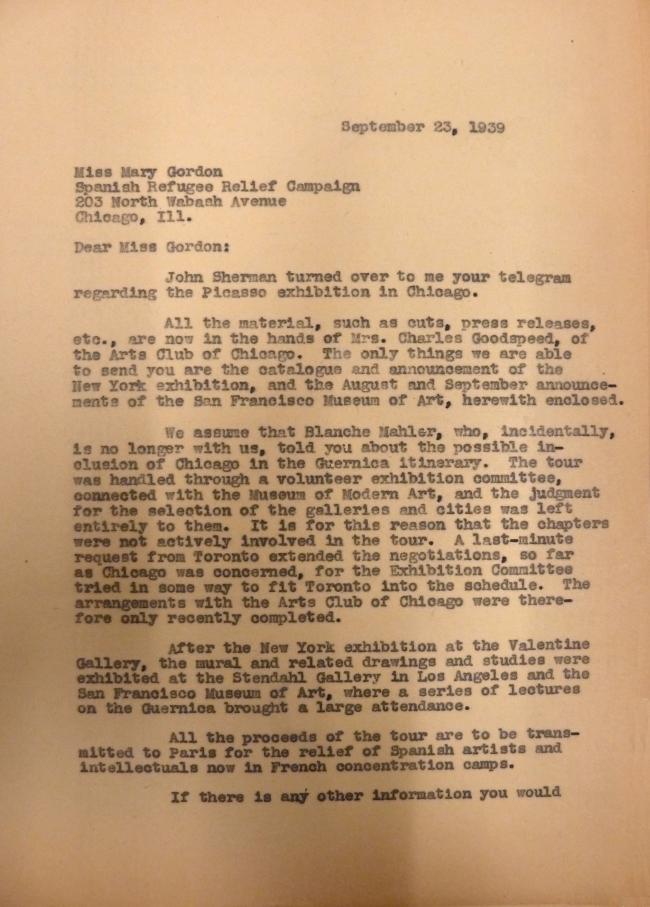 September 23, 1939
Miss Mary Gordon
Spanish Refugee Relief Campaign
203 North Wabash Avenue
Chicago, Ill.
Dear Miss Gordon:
John Sherman turned over to me your telegram
regarding the Picasso exhibition in Chicago.
All the material, such as cuts, press releases,
etc., are now in the hands of Mrs. Charles Goodspeed, of
the Arts Club of Chicago. The only things we are able
to send you are the catalogue and announcement of the
New York exhibition, and the August and September announce-
ments of the San Francisco Museum of Art, herewith enclosed.
We assume that Blanche Mahler, who, incidentally,
is no longer with us, told you about the possible in-
clusion of Chicago in the Guernica itinerary. The tour
was handled through a volunteer exhibition committee,
connected with the Museum of Modern Art, and the judgment
for the selection of the galleries and cities was left
entirely to them. It is for this reason that the chapters
were not actively involved in the tour. A last-minute
request from Toronto extended the negotiations, so far
as Chicago was concerned, for the Exhibition Committee
tried in some way to fit Toronto into the schedule. The
arrangements with the Arts Club of Chicago were there-
fore only recently completed.
After the New York exhibition at the Valentine
Gallery, the mural and related drawings and studies were
exhibited at the Stendahl Gallery in Los Angeles and the
San Francisco Museum of Art, where a series of lectures
on the Guernica brought a large attendance.
All the proceeds of the tour are to be trans-
mitted to Paris for the relief of Spanish artists and
intellectuals now in French concentration camps.
If there is any other information you would